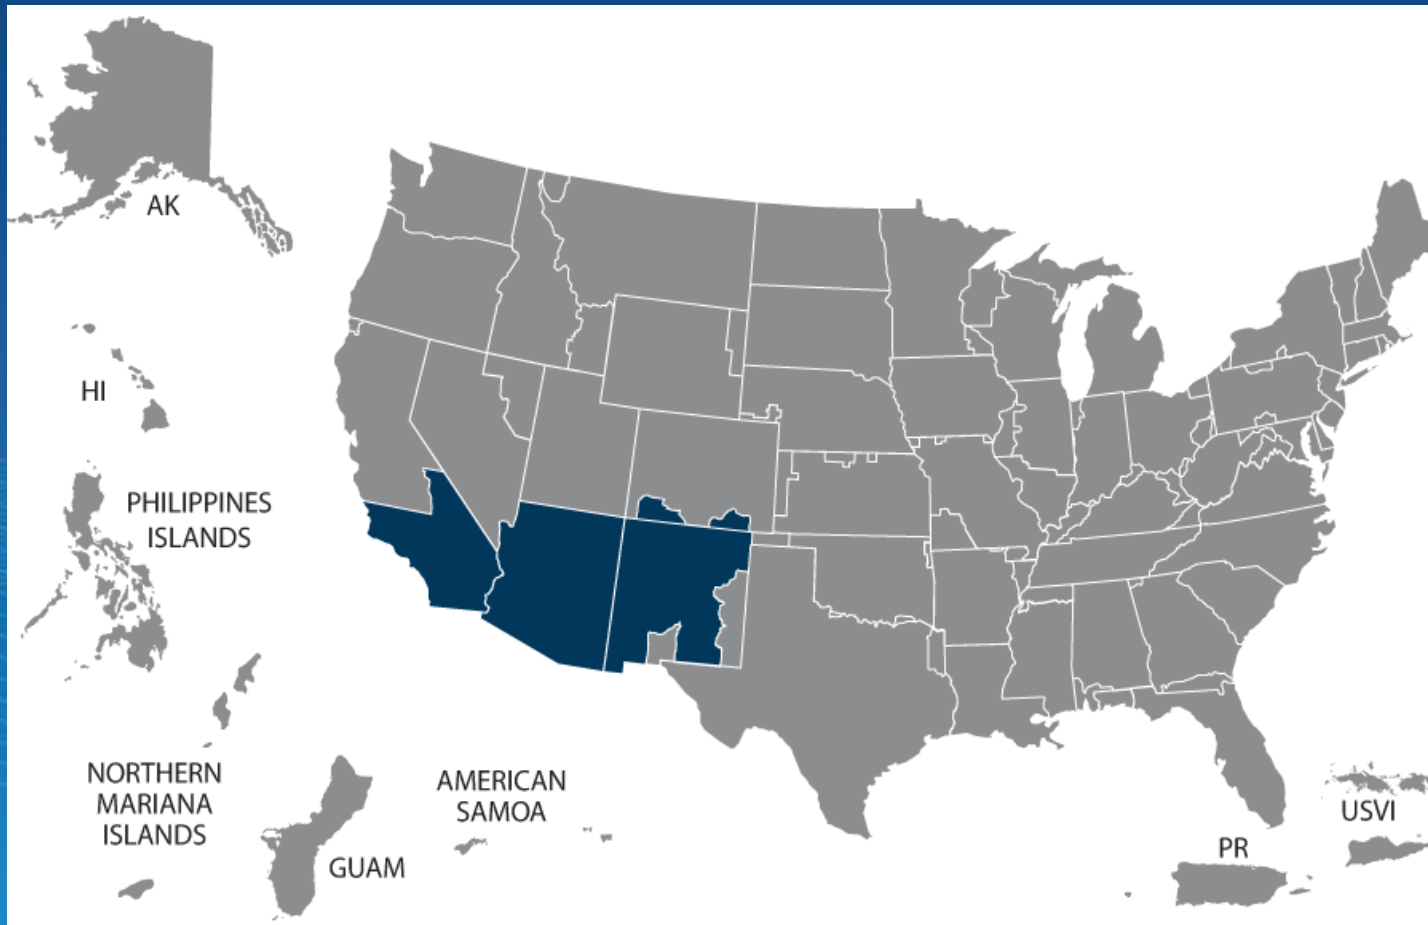 AK
HI
PHILIPPINES
ISLANDS
NORTHERN
MARIANA
ISLANDS
GUAM
AMERICAN
SAMOA
PR
USVI